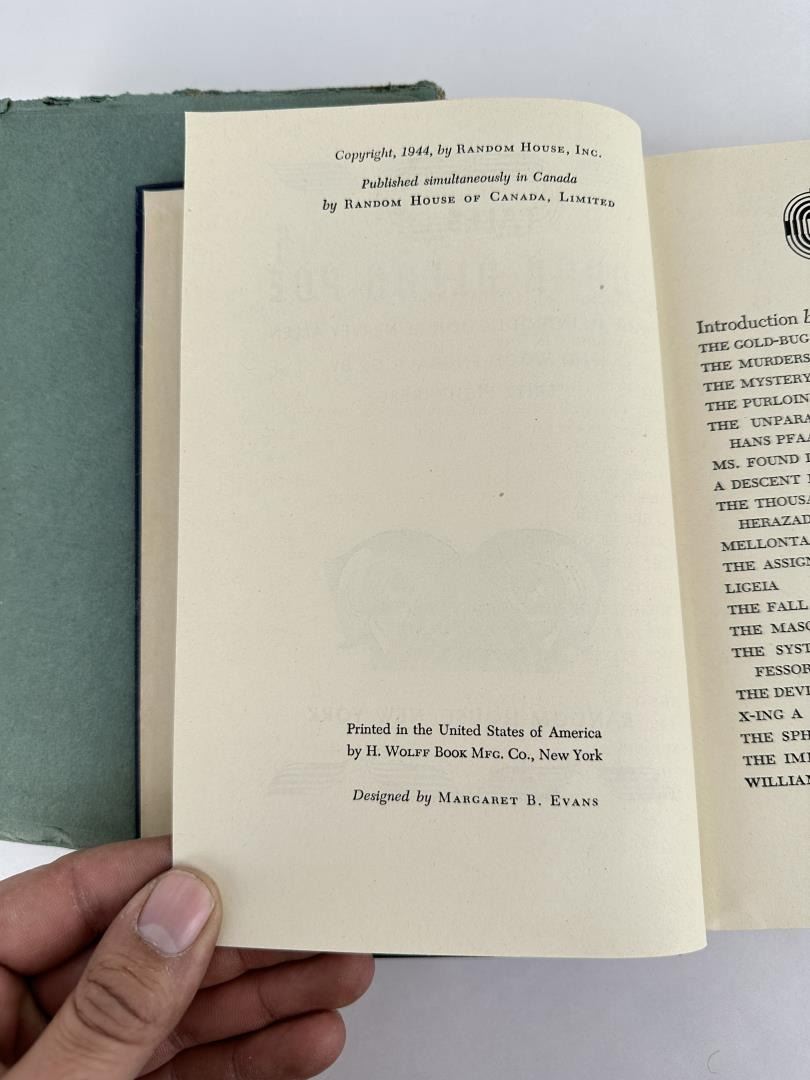 Copyright, 1944, by RANDOM HOUSE, INC.
Published simultaneously in Canada
by RANDOM HOUSE OF CANADA, LIMITED
Printed in the United States of America
by H. WOLFF BOOK MFG. CO., New York
Designed by MARGARET B. EVANS
Introduction
THE GOLD-BUG
THE MURDERS
THE MYSTERY
THE PURLOIN
THE UNPARA
HANS PFAA
MS. FOUND
A DESCENT
THE THOUSA
HERAZAD
MELLONTA
THE ASSIGN
LIGEIA
THE FALL
THE MASQ
THE SYST
FESSOR
THE DEVI
X-ING A
THE SPH
THE IMP
WILLIAM